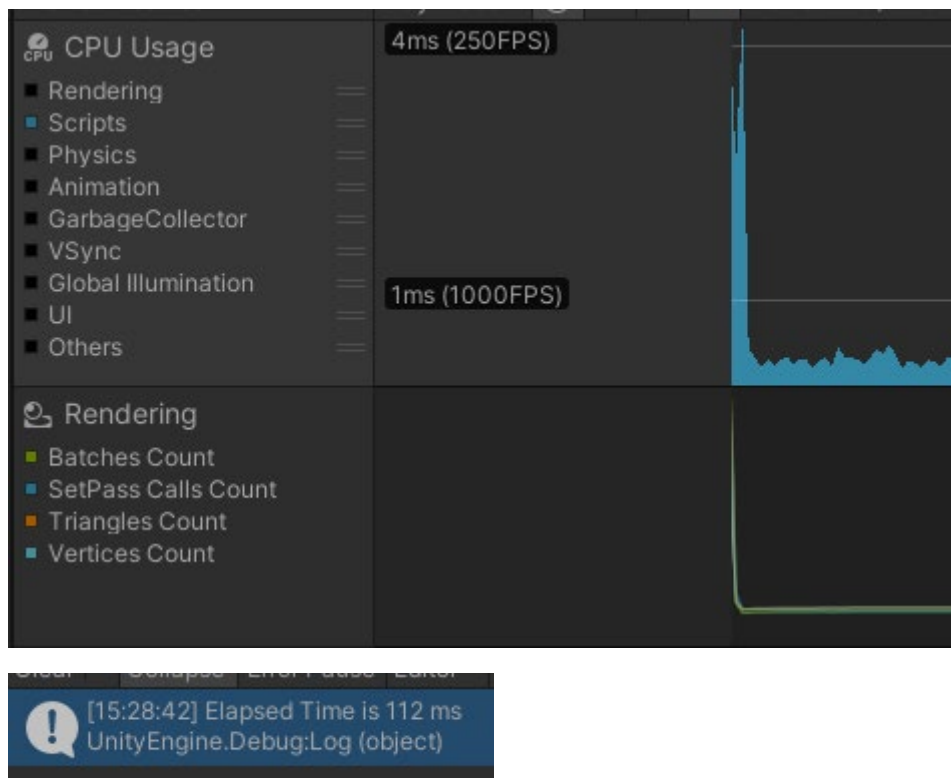 CPU Usage
CPU
Rendering
Scripts
Physics
Animation
GarbageCollector
VSync
Global Illumination
UI
Others
4ms (250FPS)
1ms (1000FPS)
Rendering
Batches Count
SetPass Calls Count
Triangles Count
Vertices Count
Clear Collapse Error Pause Editor
[15:28:42] Elapsed Time is 112 ms
UnityEngine.Debug:Log (object)